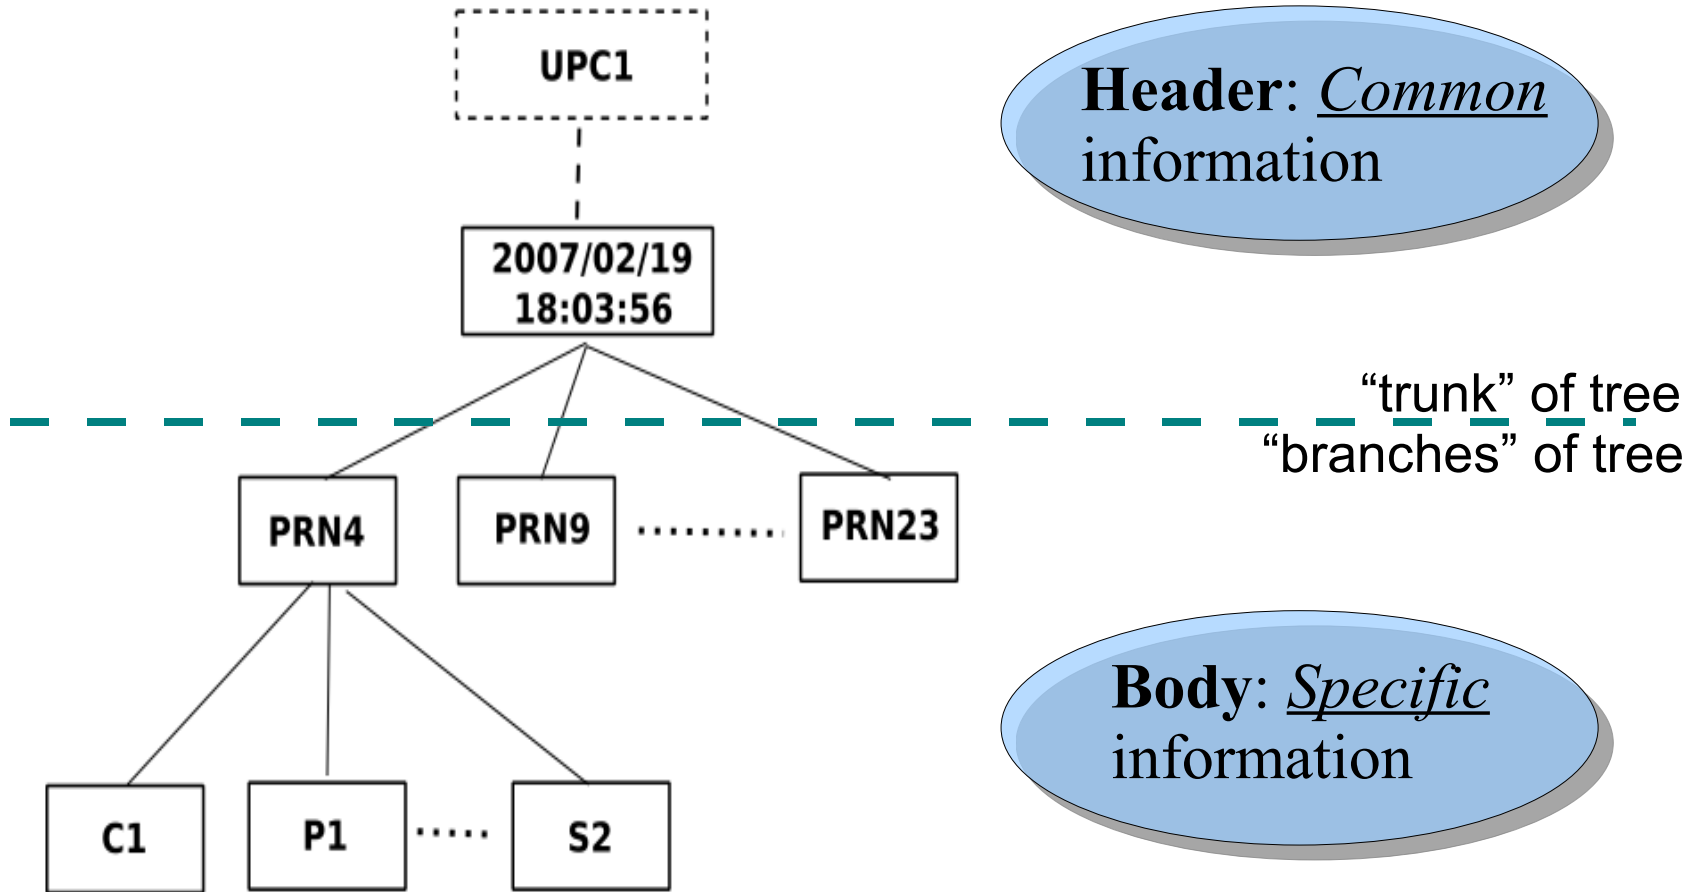 UPC1
Header: Common
information
2007/02/19
18:03:56
“trunk” of tree
“branches” of tree
PRN4
PRN9
PRN23
Body: Specific
information
C1
P1
S2